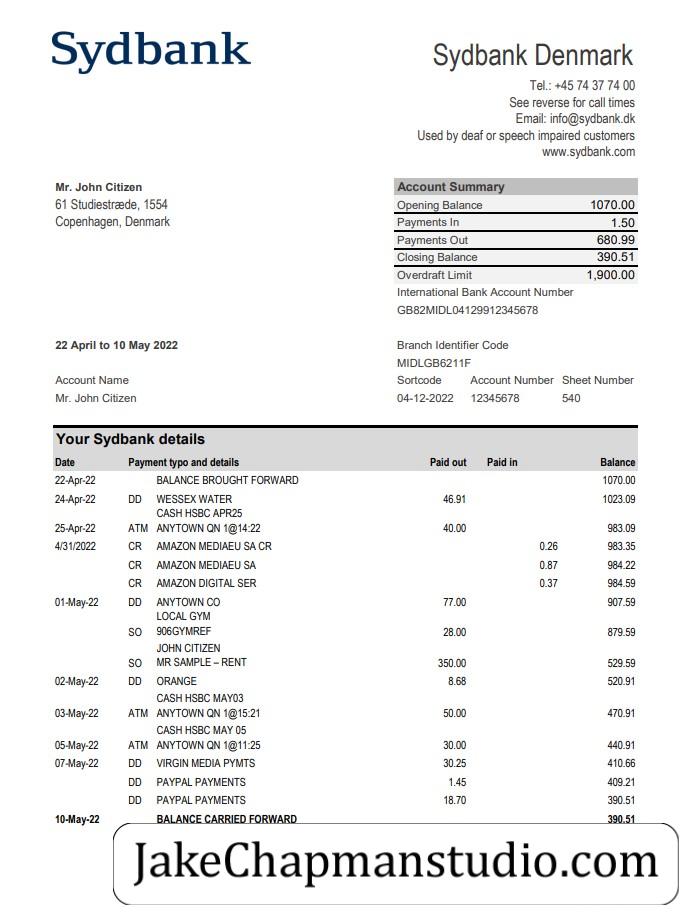 Sydbank
Sydbank Denmark
Tel.: +45 74 37 74 00
See reverse for call times
Email: info@sydbank.dk
Used by deaf or speech impaired customers
www.sydbank.com
Mr. John Citizen
61 Studiestræde, 1554
Copenhagen, Denmark
Account Summary
Opening Balance 1070.00
Payments In 1.50
Payments Out 680.99
Closing Balance 390.51
Overdraft Limit 1,900.00
International Bank Account Number
GB82MIDL04129912345678
22 April to 10 May 2022
Branch Identifier Code
MIDLGB6211F
Account Name
Mr. John Citizen
Sortcode Account Number Sheet Number
04-12-2022 12345678 540
Your Sydbank details
Date Payment typo and details Paid out Paid in Balance
22-Apr-22 BALANCE BROUGHT FORWARD 1070.00
24-Apr-22 DD WESSEX WATER 46.91 1023.09
CASH HSBC APR25
25-Apr-22 ATM ANYTOWN QN 1@14:22 40.00 983.09
4/31/2022 CR AMAZON MEDIAEU SA CR 0.26 983.35
CR AMAZON MEDIAEU SA 0.87 984.22
CR AMAZON DIGITAL SER 0.37 984.59
01-May-22 DD ANYTOWN CO 77.00 907.59
LOCAL GYM
SO 906GYMREF 28.00 879.59
JOHN CITIZEN
SO MR SAMPLE – RENT 350.00 529.59
02-May-22 DD ORANGE 8.68 520.91
CASH HSBC MAY03
03-May-22 ATM ANYTOWN QN 1@15:21 50.00 470.91
CASH HSBC MAY 05
05-May-22 ATM ANYTOWN QN 1@11:25 30.00 440.91
07-May-22 DD VIRGIN MEDIA PYMTS 30.25 410.66
DD PAYPAL PAYMENTS 1.45 409.21
DD PAYPAL PAYMENTS 18.70 390.51
10-May-22 BALANCE CARRIED FORWARD 390.51
JakeChapmanstudio.com